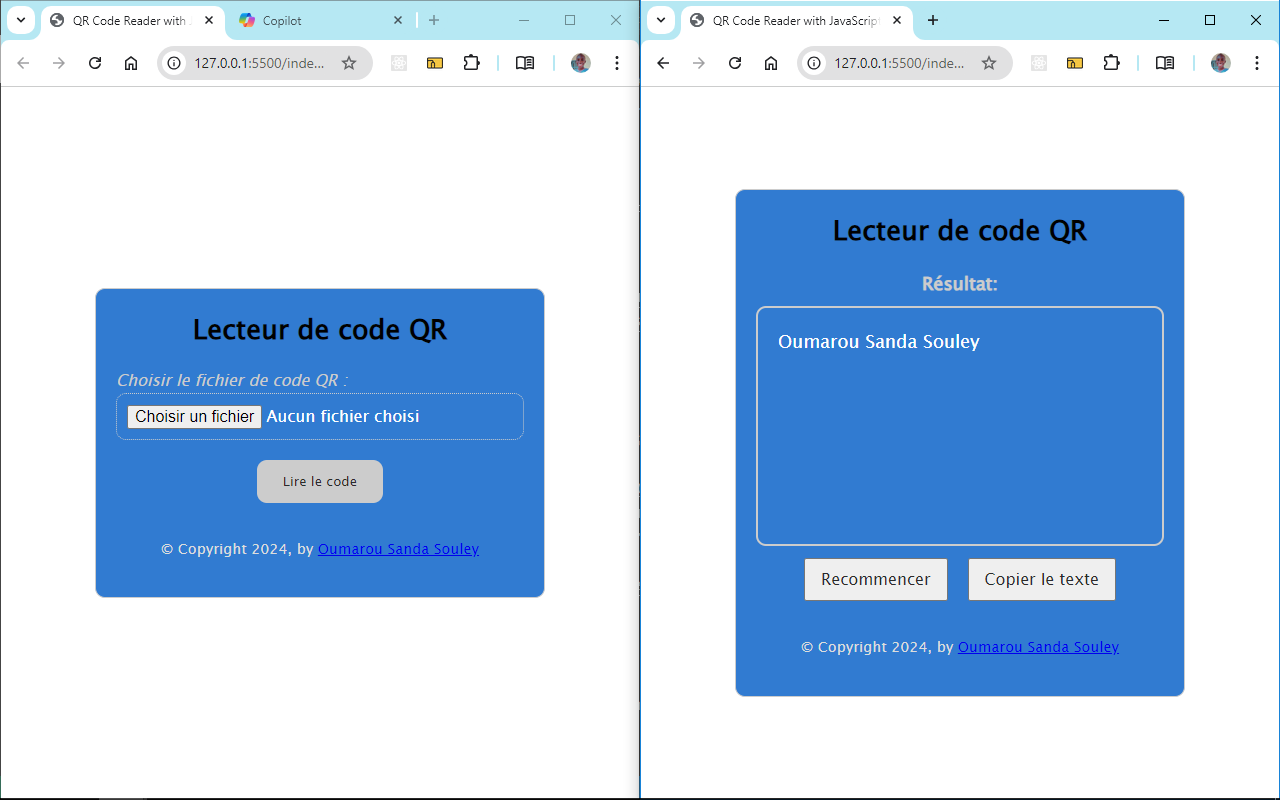 QR Code Reader with J
Copilot
127.0.0.1:5500/inde...
Lecteur de code QR
Choisir le fichier de code QR :
Choisir un fichier Aucun fichier choisi
Lire le code
© Copyright 2024, by Oumarou Sanda Souley
QR Code Reader with JavaScript
127.0.0.1:5500/inde...
Lecteur de code QR
Résultat:
Oumarou Sanda Souley
Recommencer
Copier le texte
© Copyright 2024, by Oumarou Sanda Souley